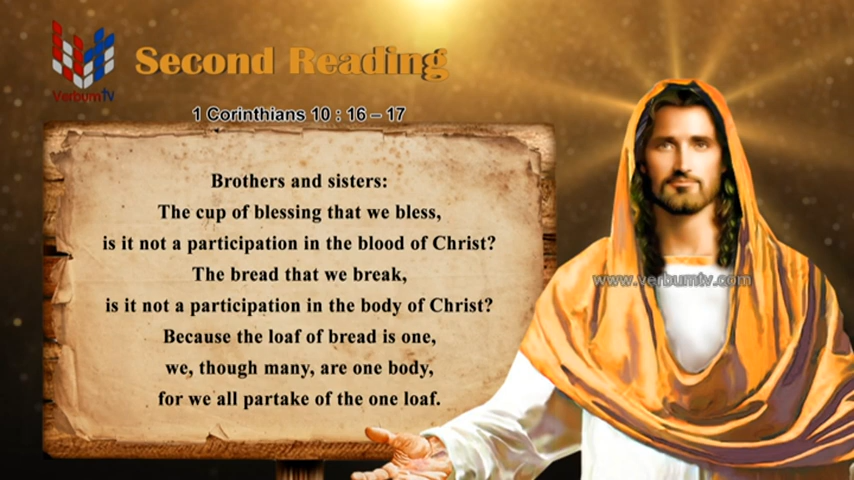 VerbumTV
Second Reading
1 Corinthians 10 : 16 – 17
Brothers and sisters:
The cup of blessing that we bless,
is it not a participation in the blood of Christ?
The bread that we break,
is it not a participation in the body of Christ?
Because the loaf of bread is one,
we, though many, are one body,
for we all partake of the one loaf.
www.verbumtv.com